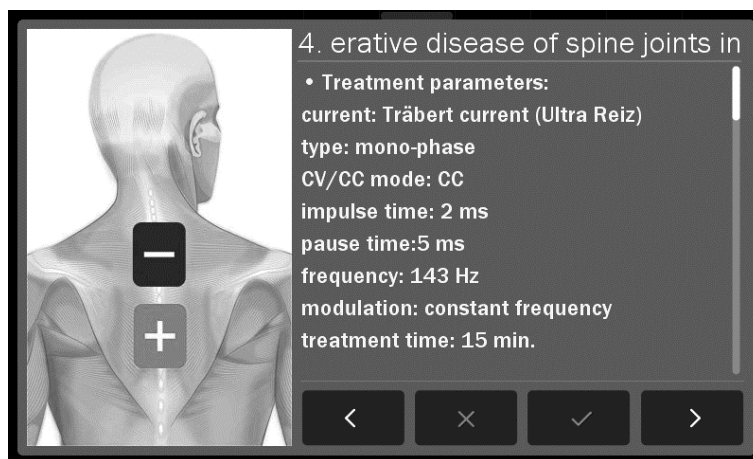 4. erative disease of spine joints in
• Treatment parameters:
current: Träbert current (Ultra Reiz)
type: mono-phase
CV/CC mode: CC
impulse time: 2 ms
pause time:5 ms
frequency: 143 Hz
modulation: constant frequency
treatment time: 15 min.